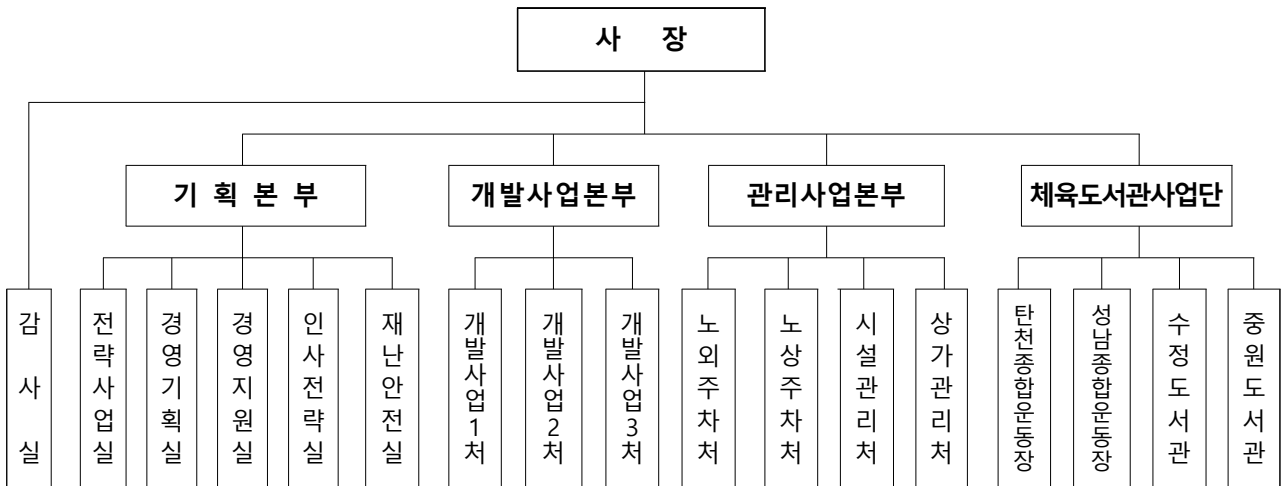 사 장
기 획 본 부
개발사업본부
관리사업본부
체육도서관사업단
감사실
전략사업실
경영기획실
경영지원실
인사전략실
재난안전실
개발사업1처
개발사업2처
개발사업3처
노외주차처
노상주차처
시설관리처
상가관리처
탄천종합운동장
성남종합운동장
수정도서관
중원도서관